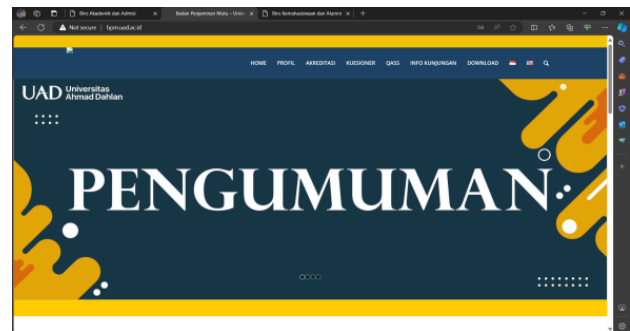 Biro Akademik dan Admisi
Badan Penjaminan Mutu - Unive
Biro Kemahasiswaan dan Alumni
Not secure
bpm.uad.ac.id
HOME PROFIL AKREDITASI KUESIONER QASS INFO KUNJUNGAN DOWNLOAD
UAD Universitas
Ahmad Dahlan
PENGUMUMAN